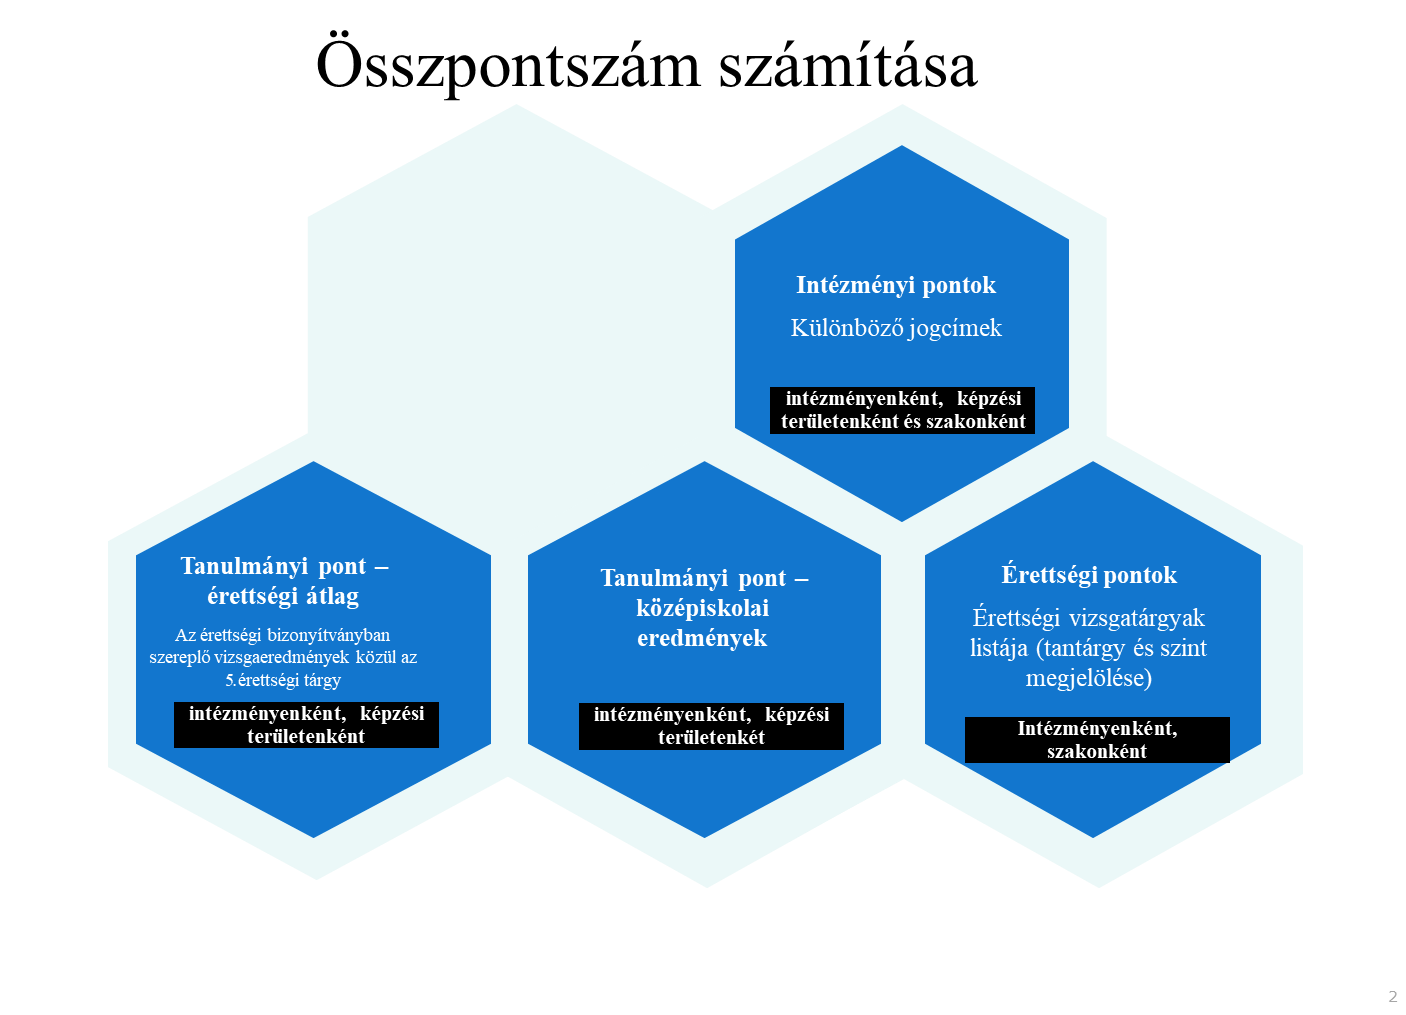 Összpontszám számítása
Intézményi pontok
Különböző jogcímek
intézményenként, képzési
területenként és szakonként
Tanulmányi pont –
érettségi átlag
Az érettségi bizonyítványban
szereplő vizsgaeredmények közül az
5.érettségi tárgy
intézményenként, képzési
területenként
Tanulmányi pont –
középiskolai
eredmények
intézményenként, képzési
területenkét
Érettségi pontok
Érettségi vizsgatárgyak
listája (tantárgy és szint
megjelölése)
Intézményenként,
szakonként
2